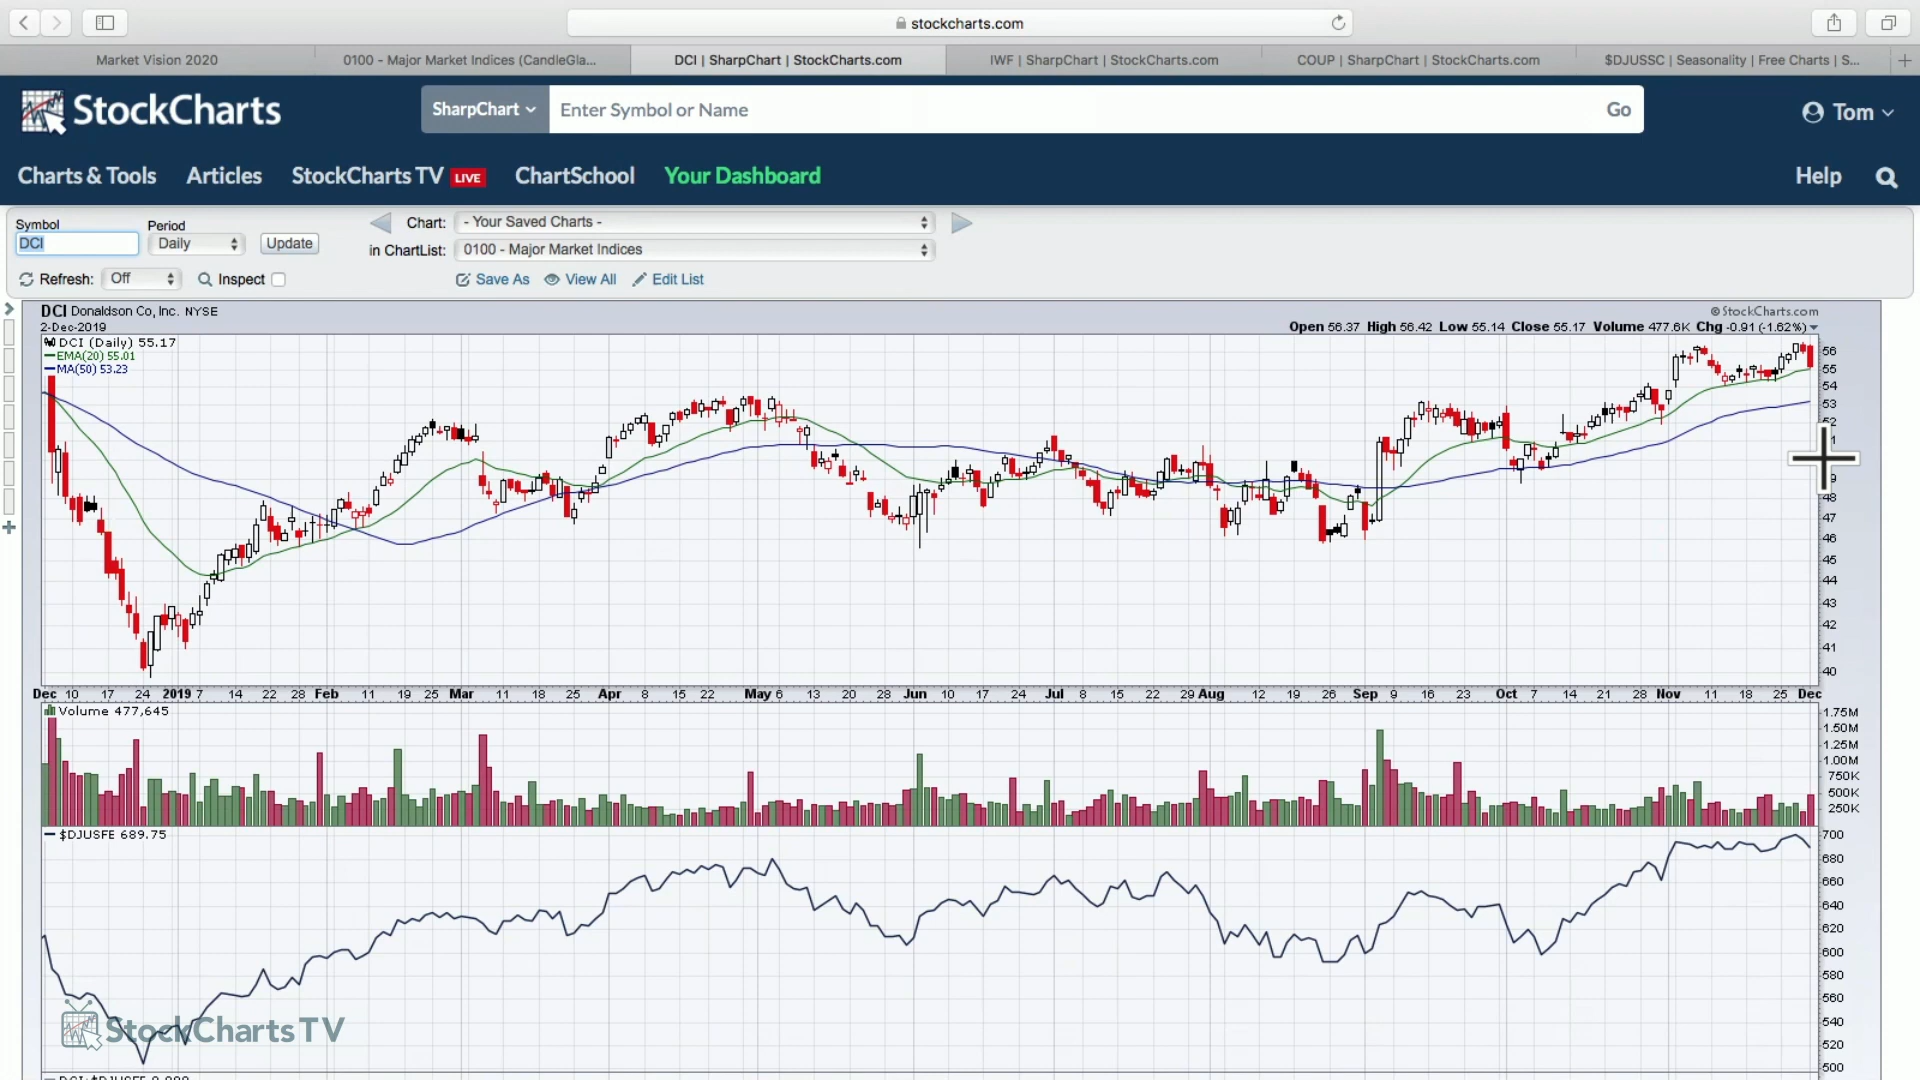 stockcharts.com
Market Vision 2020
0100 - Major Market Indices (CandleGla...
DCI | SharpChart | StockCharts.com
IWF | SharpChart | StockCharts.com
COUP | SharpChart | StockCharts.com
$DJUSSC | Seasonality | Free Charts | S...
StockCharts
SharpChart
Enter Symbol or Name
Go
Tom
Charts & Tools
Articles
StockCharts TV LIVE
ChartSchool
Your Dashboard
Help
Symbol
Period
DCI
Daily
Update
Chart: - Your Saved Charts -
in ChartList: 0100 - Major Market Indices
Refresh: Off
Inspect
Save As
View All
Edit List
DCI Donaldson Co, Inc. NYSE
© StockCharts.com
2-Dec-2019
Open 56.37 High 56.42 Low 55.14 Close 55.17 Volume 477.6K Chg -0.91 (-1.62%)
DCI (Daily) 55.17
EMA(20) 55.01
MA(50) 53.23
56
55
54
53
48
47
46
45
44
43
42
41
40
Dec 10 17 24 2019 7 14 22 28 Feb 11 19 25 Mar 11 18 25 Apr 8 15 22 May 6 13 20 28 Jun 10 17 24 Jul 8 15 22 29 Aug 12 19 26 Sep 9 16 23 Oct 7 14 21 28 Nov 11 18 25 Dec
Volume 477,645
1.75M
1.50M
1.25M
1.00M
750K
500K
250K
$DJUSFE 689.75
700
680
660
640
620
600
580
560
540
520
500
StockCharts TV